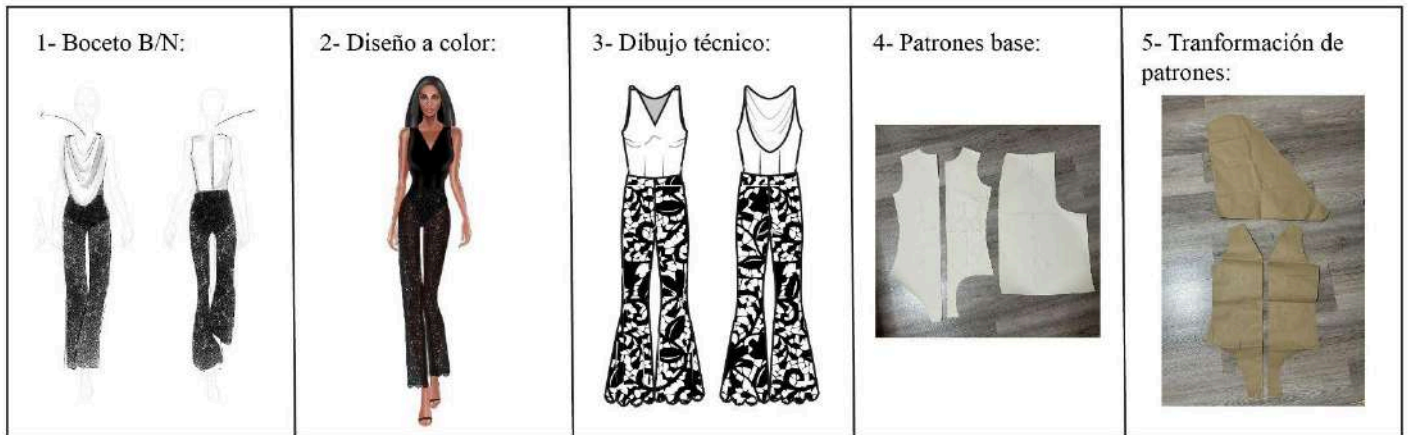 1- Boceto B/N:
2- Diseño a color:
3- Dibujo técnico:
4- Patrones base:
5- Tranformación de
patrones: